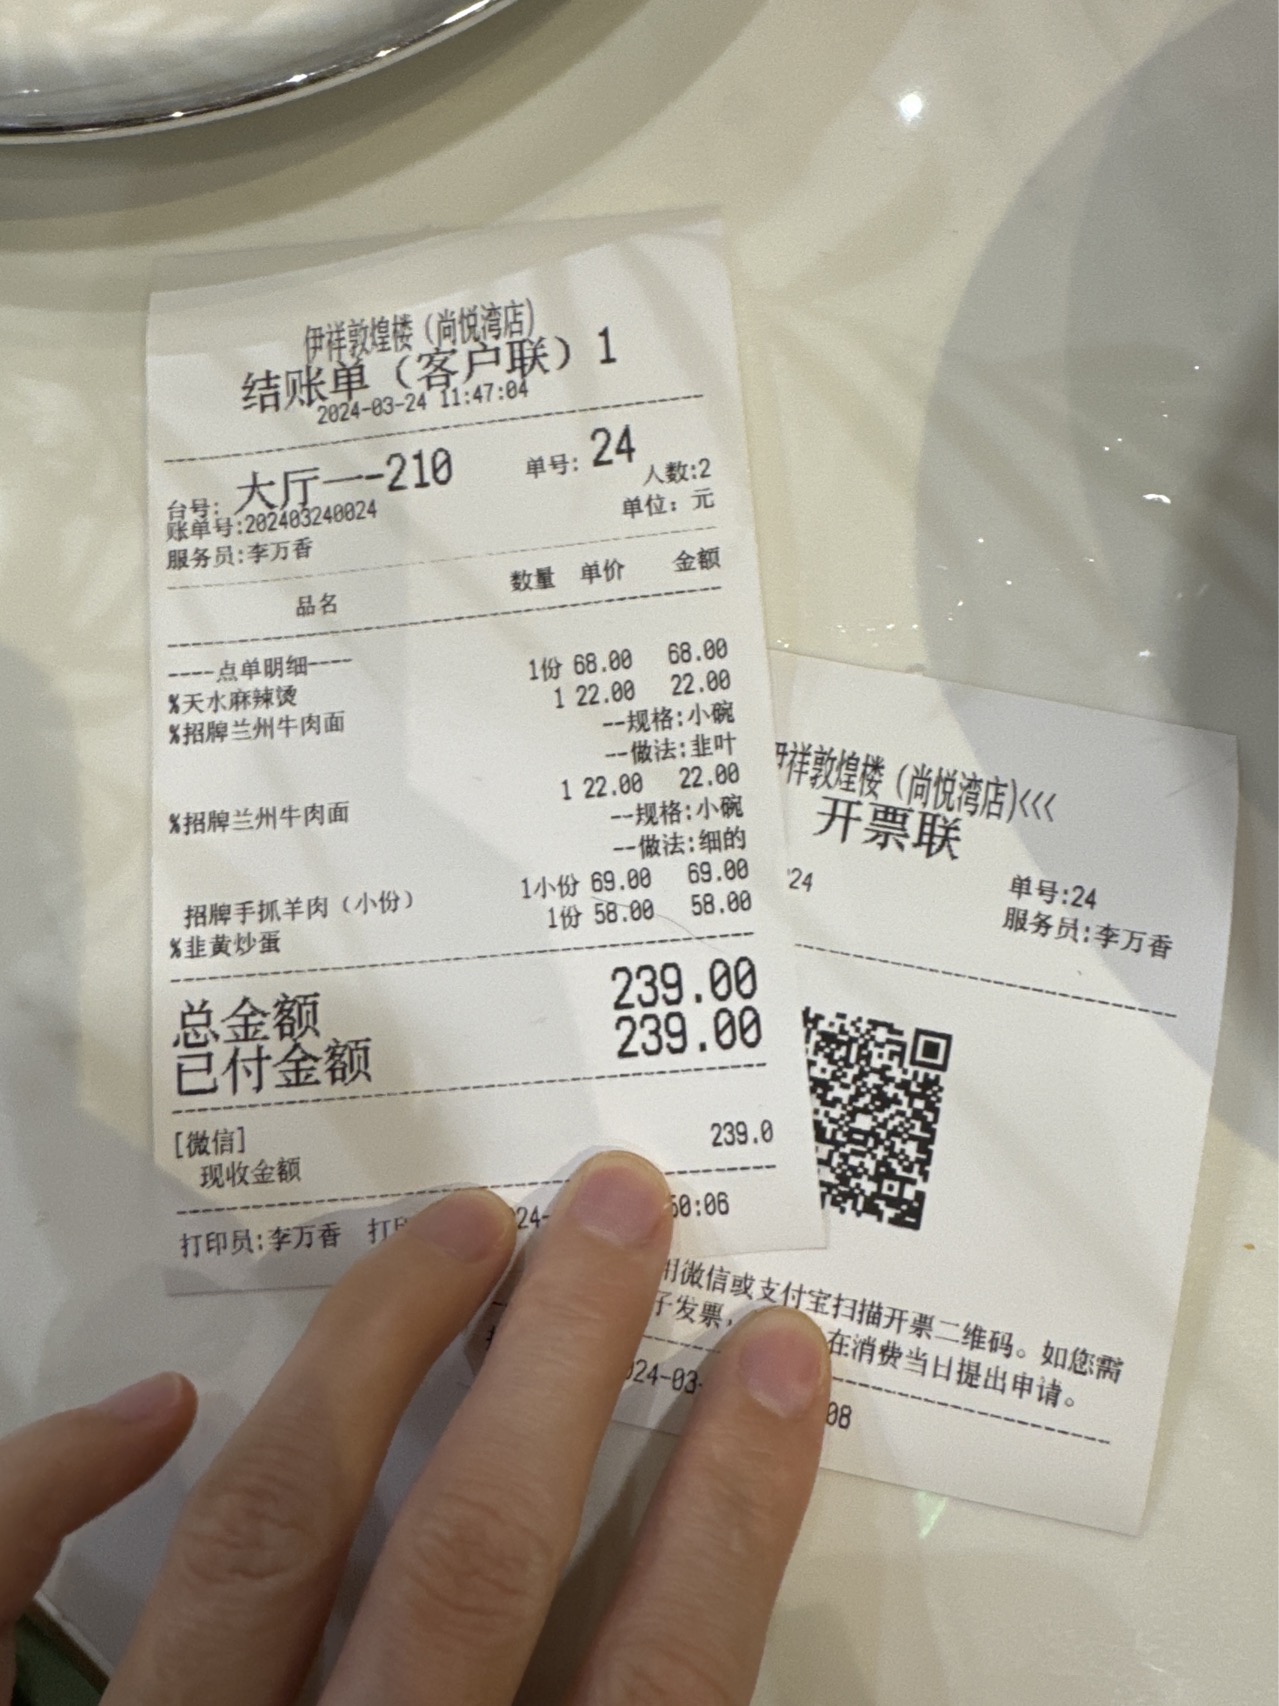 伊祥敦煌楼（尚悦湾店）
结账单（客户联）1
2024-03-24 11:47:04
台号: 大厅一-210 单号: 24
账单号:202403240024 人数:2
服务员:李万香 单位: 元
品名 数量 单价 金额
----点单明细----
%天水麻辣烫 1份 68.00 68.00
%招牌兰州牛肉面 1 22.00 22.00
--规格:小碗
--做法:韭叶
%招牌兰州牛肉面 1 22.00 22.00
--规格:小碗
--做法:细的
招牌手抓羊肉（小份） 1小份 69.00 69.00
%韭黄炒蛋 1份 58.00 58.00
总金额 239.00
已付金额 239.00
[微信]
现收金额 239.0
打印员:李万香 打印 24- 50:06
祥敦煌楼（尚悦湾店)<<<
开票联
24 单号:24
服务员:李万香
用微信或支付宝扫描开票二维码。如您需
子发票, 在消费当日提出申请。
024-03- 08